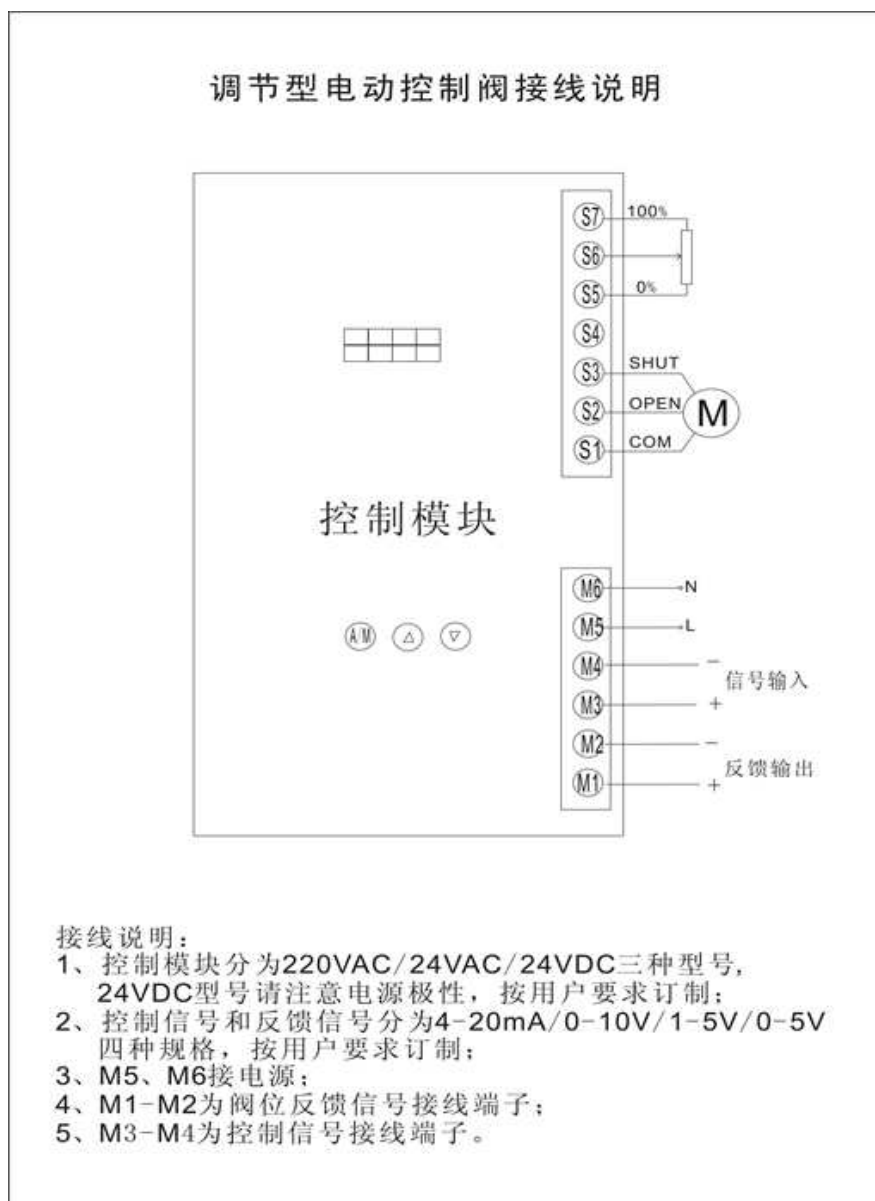 调节型电动控制阀接线说明
S7 100%
S6
S5 0%
S4
S3 SHUT
S2 OPEN M
S1 COM
控制模块
M6 N
A/M △ ▽ M5 L
M4 －
信号输入
M3 ＋
M2 －
反馈输出
M1 ＋
接线说明：
1、控制模块分为220VAC/24VAC/24VDC三种型号,
24VDC型号请注意电源极性，按用户要求订制；
2、控制信号和反馈信号分为4-20mA/0-10V/1-5V/0-5V
四种规格，按用户要求订制；
3、M5、M6接电源；
4、M1-M2为阀位反馈信号接线端子；
5、M3-M4为控制信号接线端子。